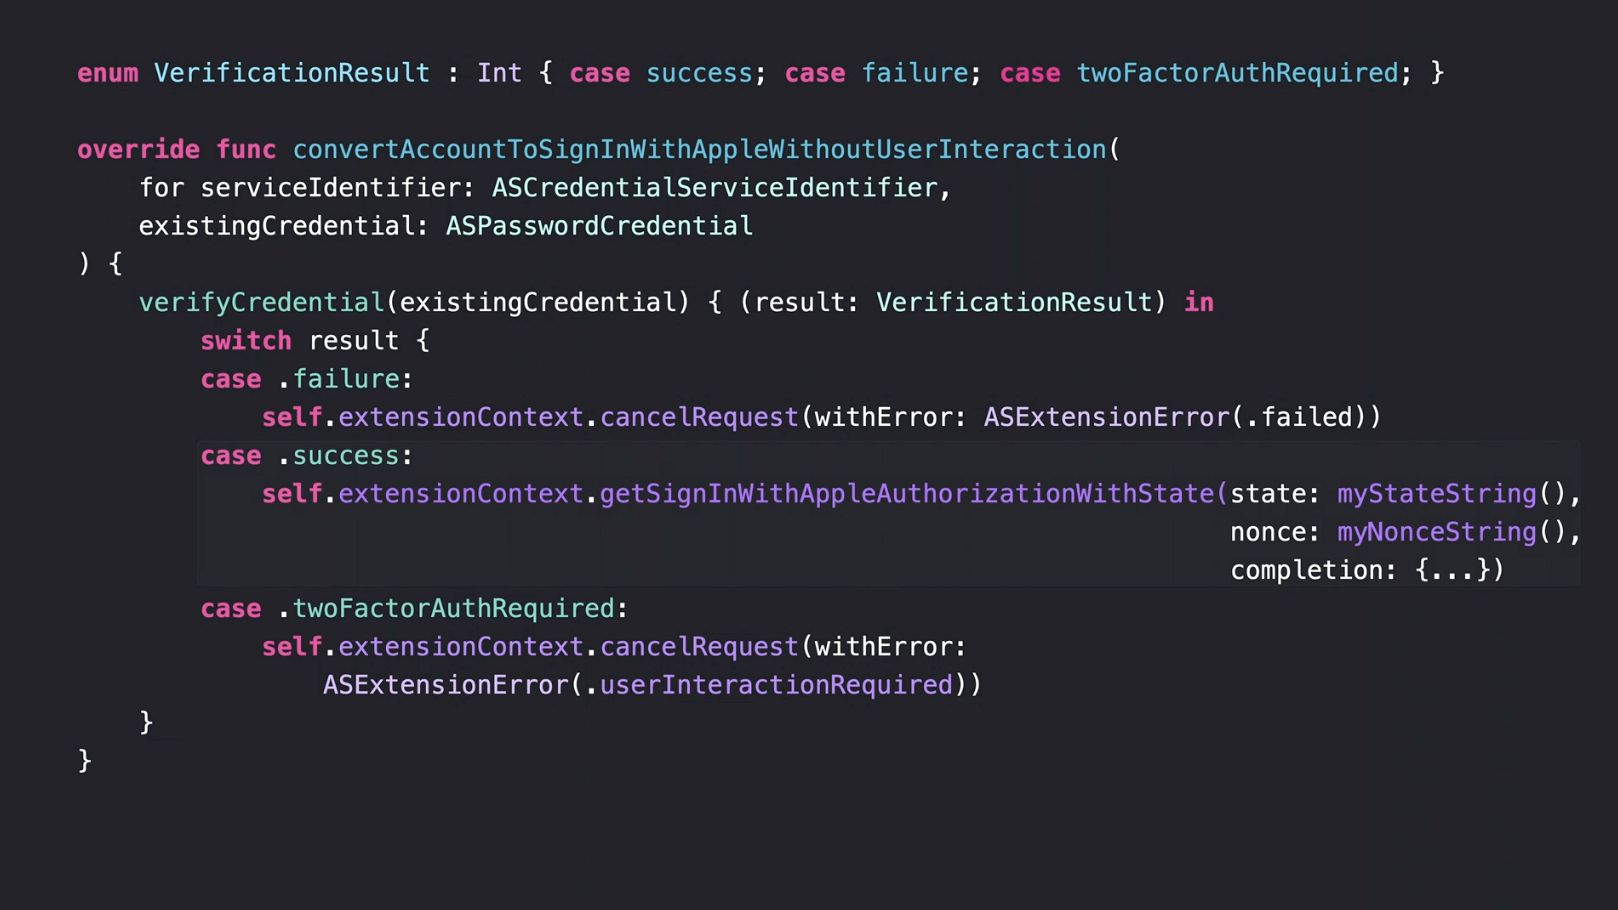 enum VerificationResult : Int { case success; case failure; case twoFactorAuthRequired; }
override func convertAccountToSignInWithAppleWithoutUserInteraction(
for serviceIdentifier: ASCredentialServiceIdentifier,
existingCredential: ASPasswordCredential
) {
verifyCredential(existingCredential) { (result: VerificationResult) in
switch result {
case .failure:
self.extensionContext.cancelRequest(withError: ASExtensionError(.failed))
case .success:
self.extensionContext.getSignInWithAppleAuthorizationWithState(state: myStateString(),
nonce: myNonceString(),
completion: {...})
case .twoFactorAuthRequired:
self.extensionContext.cancelRequest(withError:
ASExtensionError(.userInteractionRequired))
}
}